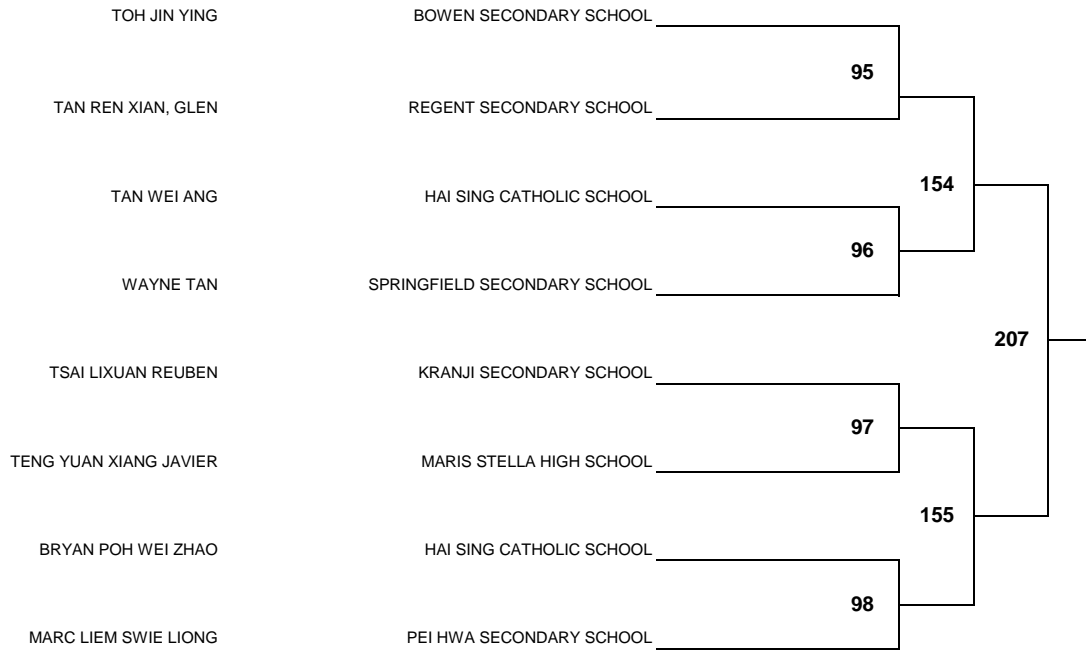 TOH JIN YING BOWEN SECONDARY SCHOOL
95
TAN REN XIAN, GLEN REGENT SECONDARY SCHOOL
154
TAN WEI ANG HAI SING CATHOLIC SCHOOL
96
WAYNE TAN SPRINGFIELD SECONDARY SCHOOL
207
TSAI LIXUAN REUBEN KRANJI SECONDARY SCHOOL
97
TENG YUAN XIANG JAVIER MARIS STELLA HIGH SCHOOL
155
BRYAN POH WEI ZHAO HAI SING CATHOLIC SCHOOL
98
MARC LIEM SWIE LIONG PEI HWA SECONDARY SCHOOL